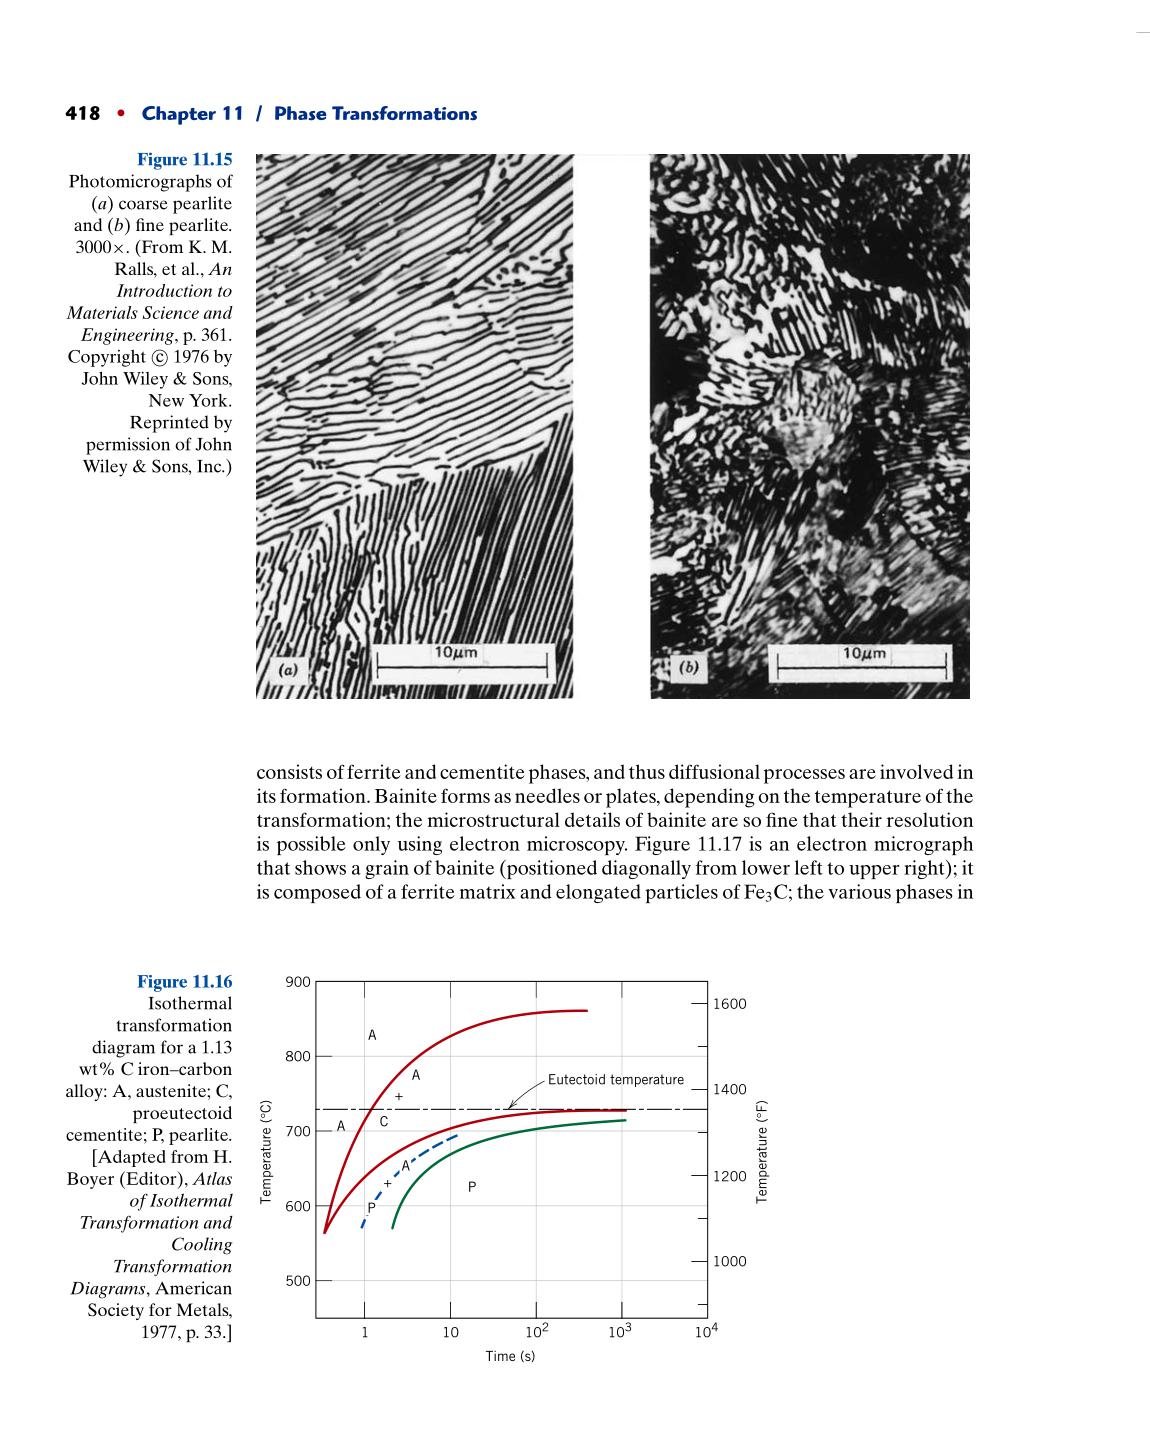 418 • Chapter 11 / Phase Transformations
Figure 11.15
Photomicrographs of
(a) coarse pearlite
and (b) fine pearlite.
3000×. (From K. M.
Ralls, et al., An
Introduction to
Materials Science and
Engineering, p. 361.
Copyright © 1976 by
John Wiley & Sons,
New York.
Reprinted by
permission of John
Wiley & Sons, Inc.)
(a)
10μm
(b)
10μm
consists of ferrite and cementite phases, and thus diffusional processes are involved in
its formation. Bainite forms as needles or plates, depending on the temperature of the
transformation; the microstructural details of bainite are so fine that their resolution
is possible only using electron microscopy. Figure 11.17 is an electron micrograph
that shows a grain of bainite (positioned diagonally from lower left to upper right); it
is composed of a ferrite matrix and elongated particles of Fe₃C; the various phases in
Figure 11.16
Isothermal
transformation
diagram for a 1.13
wt% C iron–carbon
alloy: A, austenite; C,
proeutectoid
cementite; P, pearlite.
[Adapted from H.
Boyer (Editor), Atlas
of Isothermal
Transformation and
Cooling
Transformation
Diagrams, American
Society for Metals,
1977, p. 33.]
Temperature (°C)
900
800
700
600
500
A
A
+
C
A
A
+
P
P
Eutectoid temperature
1600
1400
1200
1000
Temperature (°F)
1
10
10²
10³
10⁴
Time (s)